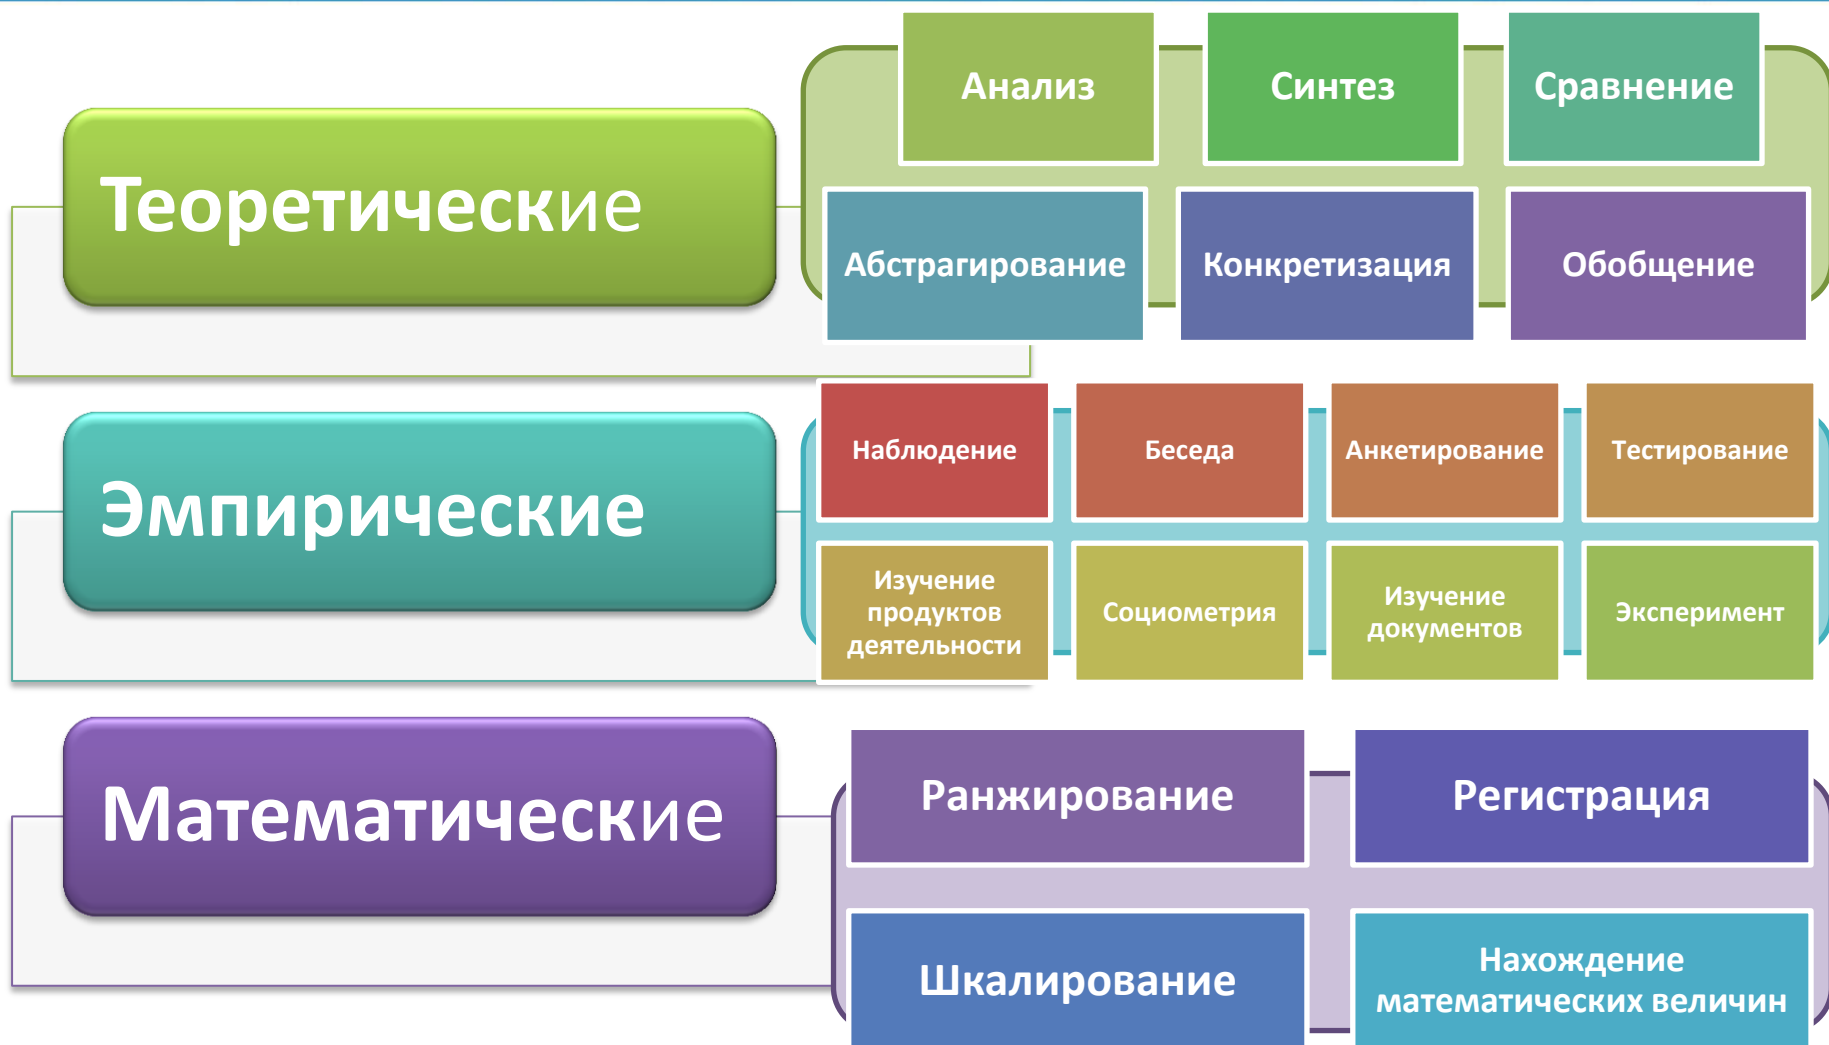 Теоретические
Анализ
Синтез
Сравнение
Абстрагирование
Конкретизация
Обобщение
Эмпирические
Наблюдение
Беседа
Анкетирование
Тестирование
Изучение
продуктов
деятельности
Социометрия
Изучение
документов
Эксперимент
Математические
Ранжирование
Регистрация
Шкалирование
Нахождение
математических величин